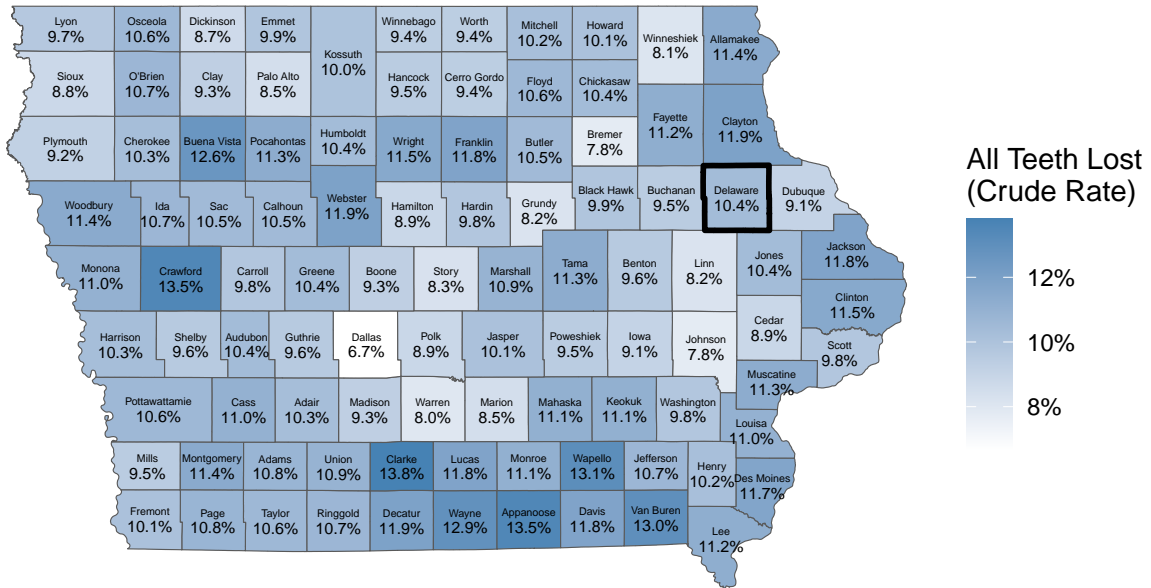 Lyon
9.7%
Osceola
10.6%
Dickinson
8.7%
Emmet
9.9%
Winnebago
9.4%
Worth
9.4%
Mitchell
10.2%
Howard
10.1%
Winneshiek
8.1%
Allamakee
11.4%
Kossuth
10.0%
Sioux
8.8%
O'Brien
10.7%
Clay
9.3%
Palo Alto
8.5%
Hancock
9.5%
Cerro Gordo
9.4%
Floyd
10.6%
Chickasaw
10.4%
Fayette
11.2%
Clayton
11.9%
Plymouth
9.2%
Cherokee
10.3%
Buena Vista
12.6%
Pocahontas
11.3%
Humboldt
10.4%
Wright
11.5%
Franklin
11.8%
Butler
10.5%
Bremer
7.8%
Woodbury
11.4%
Ida
10.7%
Sac
10.5%
Calhoun
10.5%
Webster
11.9%
Hamilton
8.9%
Hardin
9.8%
Grundy
8.2%
Black Hawk
9.9%
Buchanan
9.5%
Delaware
10.4%
Dubuque
9.1%
Monona
11.0%
Crawford
13.5%
Carroll
9.8%
Greene
10.4%
Boone
9.3%
Story
8.3%
Marshall
10.9%
Tama
11.3%
Benton
9.6%
Linn
8.2%
Jones
10.4%
Jackson
11.8%
Clinton
11.5%
Harrison
10.3%
Shelby
9.6%
Audubon
10.4%
Guthrie
9.6%
Dallas
6.7%
Polk
8.9%
Jasper
10.1%
Poweshiek
9.5%
Iowa
9.1%
Johnson
7.8%
Cedar
8.9%
Scott
9.8%
Muscatine
11.3%
Pottawattamie
10.6%
Cass
11.0%
Adair
10.3%
Madison
9.3%
Warren
8.0%
Marion
8.5%
Mahaska
11.1%
Keokuk
11.1%
Washington
9.8%
Louisa
11.0%
Mills
9.5%
Montgomery
11.4%
Adams
10.8%
Union
10.9%
Clarke
13.8%
Lucas
11.8%
Monroe
11.1%
Wapello
13.1%
Jefferson
10.7%
Henry
10.2%
Des Moines
11.7%
Fremont
10.1%
Page
10.8%
Taylor
10.6%
Ringgold
10.7%
Decatur
11.9%
Wayne
12.9%
Appanoose
13.5%
Davis
11.8%
Van Buren
13.0%
Lee
11.2%
All Teeth Lost
(Crude Rate)
12%
10%
8%